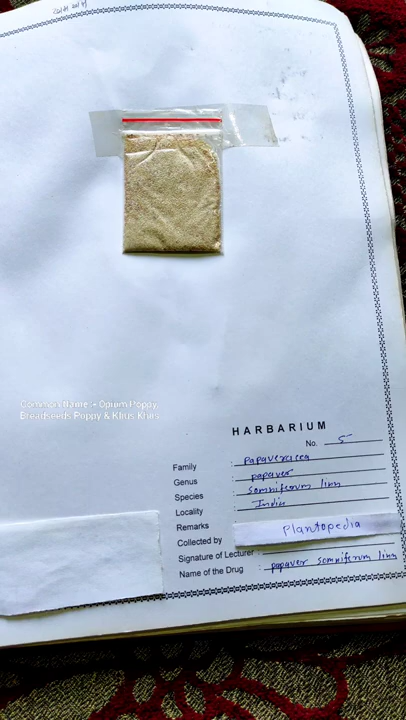 Common Name :- Opium Poppy,
Breadseeds Poppy & Khus Khus
HARBARIUM
No. 5
Family : Papaveracea
Genus : papaver
Species : Somniferum linn
Locality : India
Remarks
Plantopedia
Collected by
Signature of Lecturer :
Name of the Drug : papaver somniferum linn